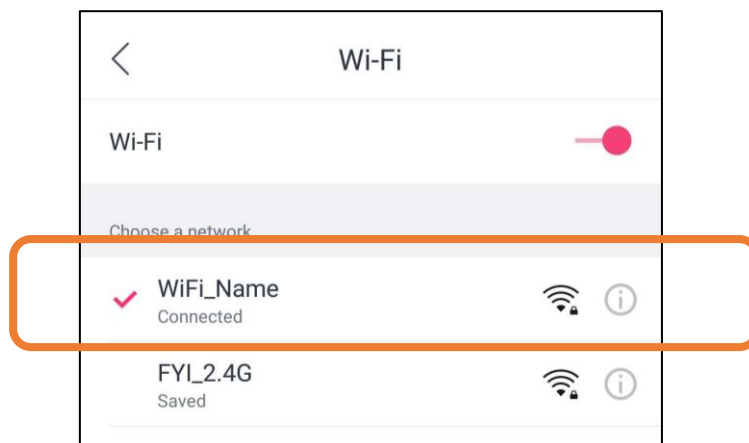 Wi-Fi
Wi-Fi
Choose a network
WiFi_Name
Connected
FYI_2.4G
Saved